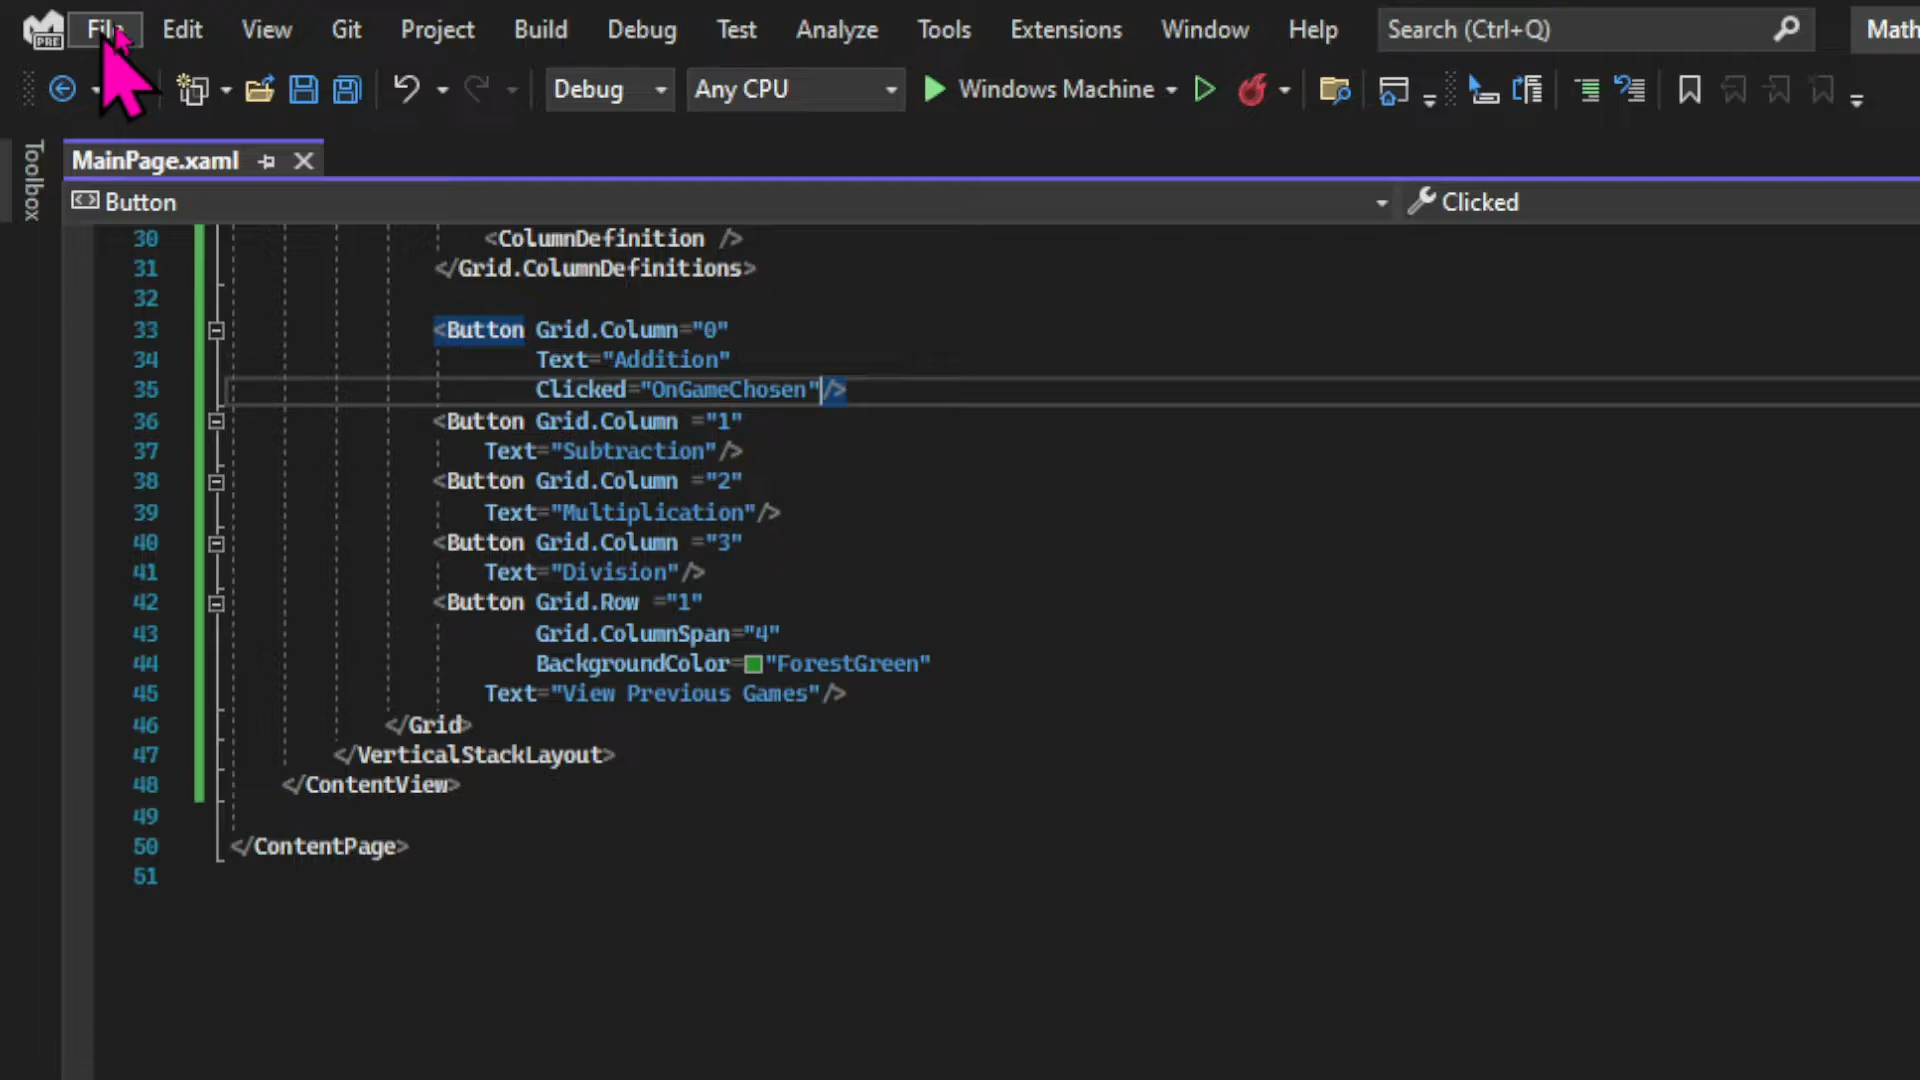 File Edit View Git Project Build Debug Test Analyze Tools Extensions Window Help Search (Ctrl+Q) Math
PRE
Debug Any CPU Windows Machine
Toolbox
MainPage.xaml
Button Clicked
30 <ColumnDefinition />
31 </Grid.ColumnDefinitions>
32
33 <Button Grid.Column="0"
34 Text="Addition"
35 Clicked="OnGameChosen"/>
36 <Button Grid.Column ="1"
37 Text="Subtraction"/>
38 <Button Grid.Column ="2"
39 Text="Multiplication"/>
40 <Button Grid.Column ="3"
41 Text="Division"/>
42 <Button Grid.Row ="1"
43 Grid.ColumnSpan="4"
44 BackgroundColor="ForestGreen"
45 Text="View Previous Games"/>
46 </Grid>
47 </VerticalStackLayout>
48 </ContentView>
49
50 </ContentPage>
51